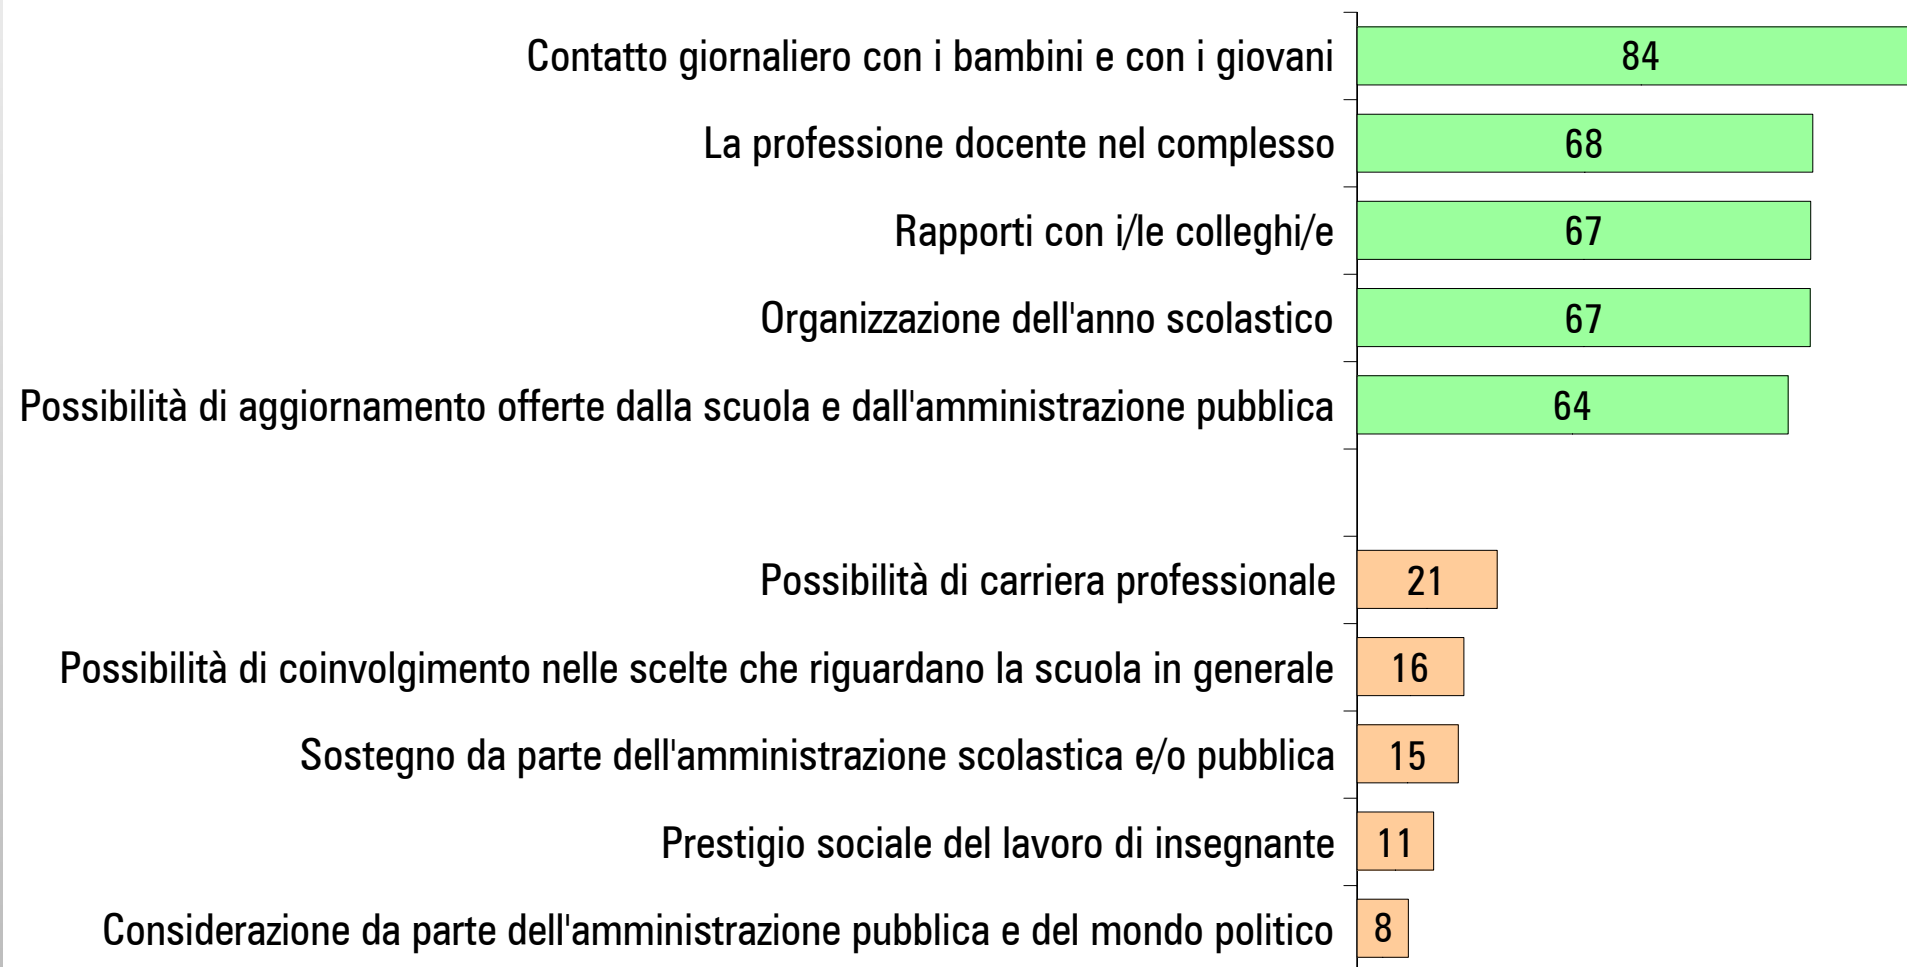 Contatto giornaliero con i bambini e con i giovani 84
La professione docente nel complesso 68
Rapporti con i/le colleghi/e 67
Organizzazione dell'anno scolastico 67
Possibilità di aggiornamento offerte dalla scuola e dall'amministrazione pubblica 64
Possibilità di carriera professionale 21
Possibilità di coinvolgimento nelle scelte che riguardano la scuola in generale 16
Sostegno da parte dell'amministrazione scolastica e/o pubblica 15
Prestigio sociale del lavoro di insegnante 11
Considerazione da parte dell'amministrazione pubblica e del mondo politico 8